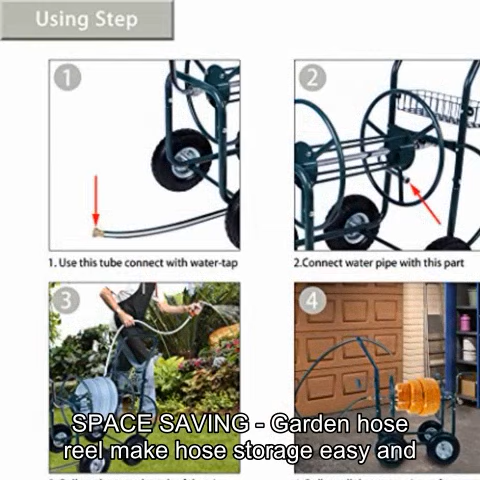 Using Step
1
2
1. Use this tube connect with water-tap
2.Connect water pipe with this part
3
4
SPACE SAVING - Garden hose
reel make hose storage easy and